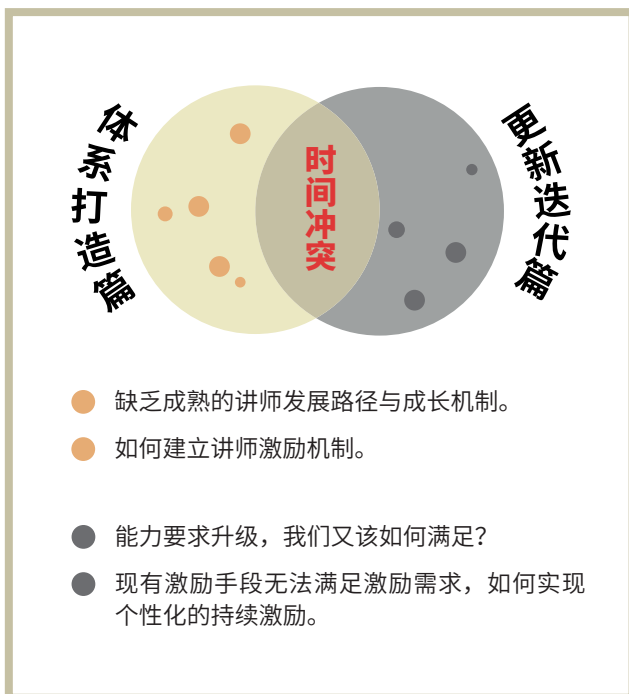 体系打造篇
时间冲突
更新迭代篇
缺乏成熟的讲师发展路径与成长机制。
如何建立讲师激励机制。
能力要求升级，我们又该如何满足？
现有激励手段无法满足激励需求，如何实现
个性化的持续激励。